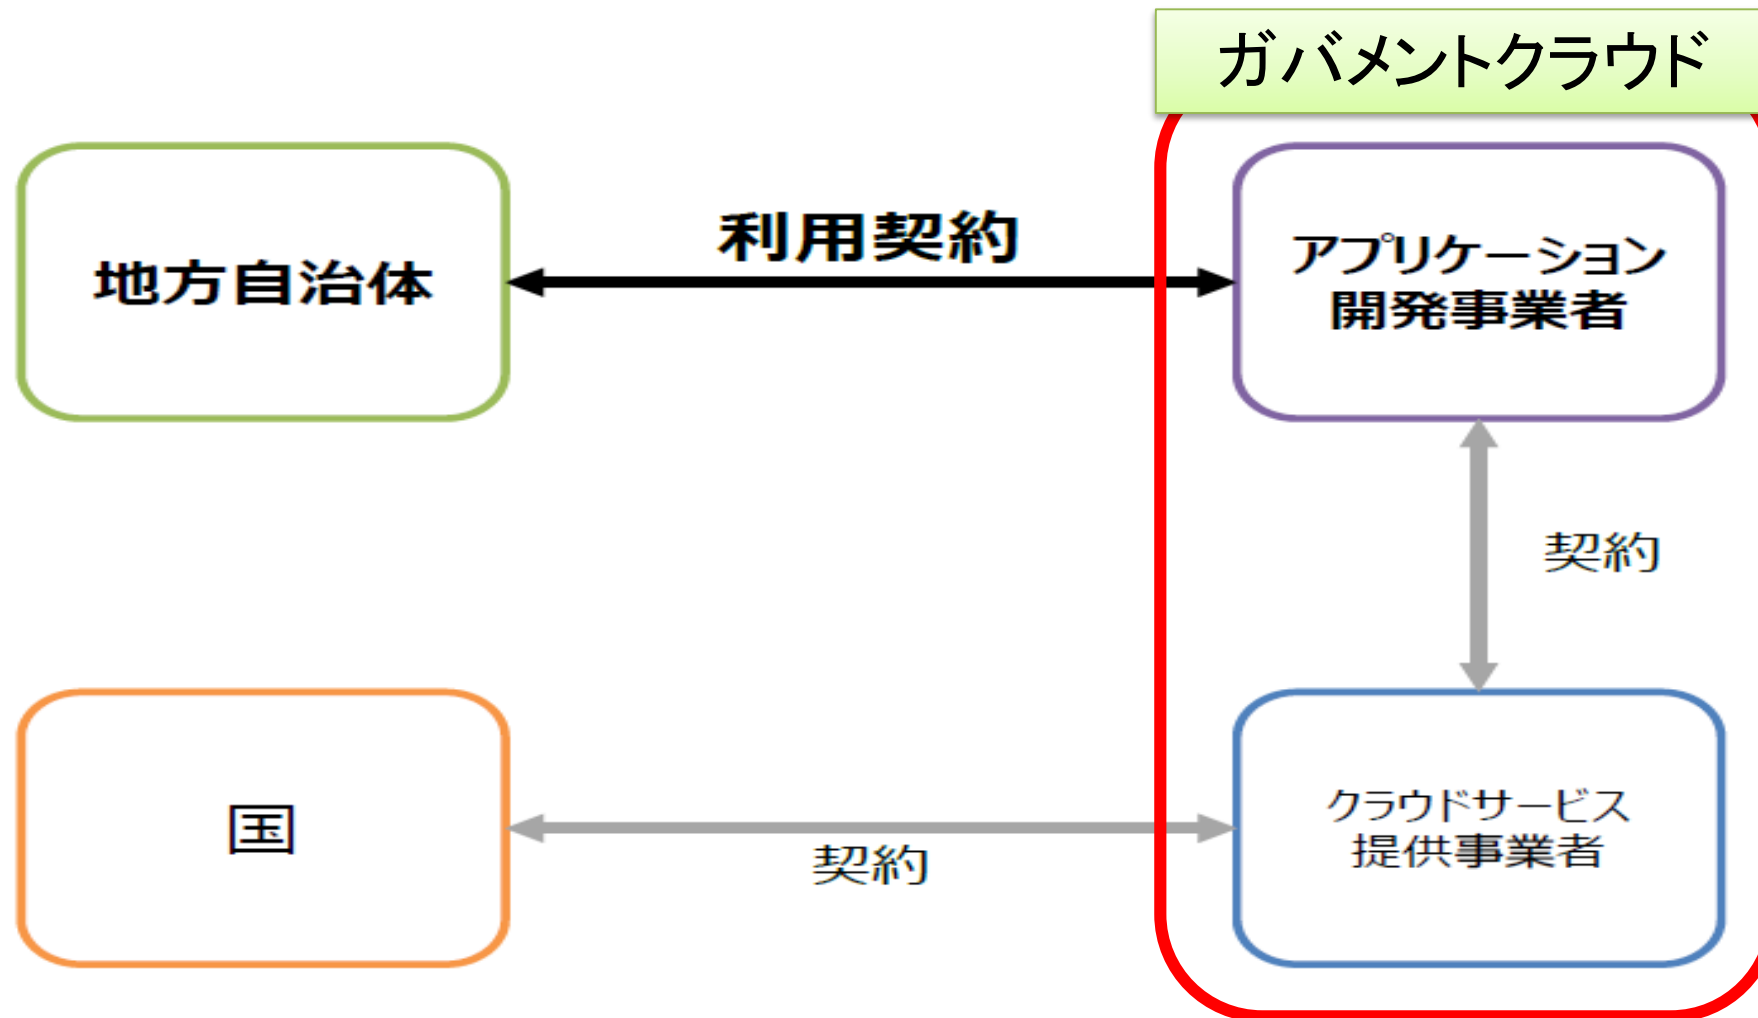 ガバメントクラウド
地方自治体
利用契約
アプリケーション
開発事業者
契約
国
契約
クラウドサービス
提供事業者